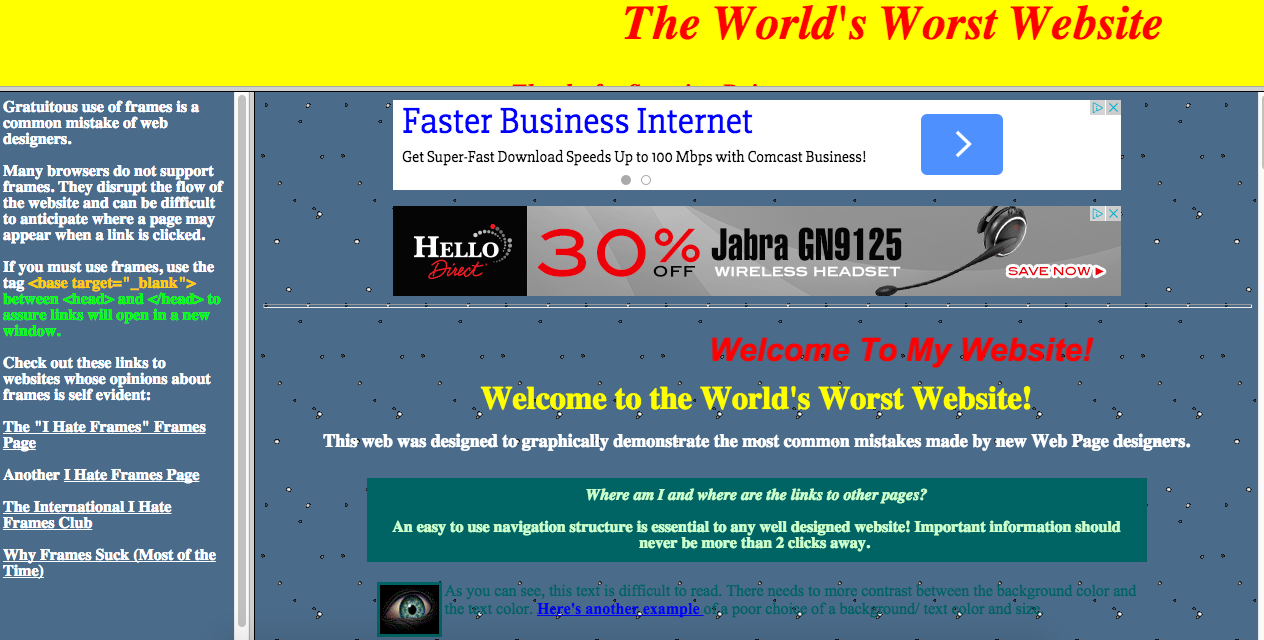 The World's Worst Website
Gratuitous use of frames is a
common mistake of web
designers.
Many browsers do not support
frames. They disrupt the flow of
the website and can be difficult
to anticipate where a page may
appear when a link is clicked.
If you must use frames, use the
tag <base target="_blank">
between <head> and </head> to
assure links will open in a new
window.
Check out these links to
websites whose opinions about
frames is self evident:
The "I Hate Frames" Frames
Page
Another I Hate Frames Page
The International I Hate
Frames Club
Why Frames Suck (Most of the
Time)
Faster Business Internet
Get Super-Fast Download Speeds Up to 100 Mbps with Comcast Business!
HELLO
Direct
30% OFF
Jabra GN9125
WIRELESS HEADSET
SAVE NOW
Welcome To My Website!
Welcome to the World's Worst Website!
This web was designed to graphically demonstrate the most common mistakes made by new Web Page designers.
Where am I and where are the links to other pages?
An easy to use navigation structure is essential to any well designed website! Important information should
never be more than 2 clicks away.
As you can see, this text is difficult to read. There needs to more contrast between the background color and
the text color. Here's another example of a poor choice of a background/ text color and size.